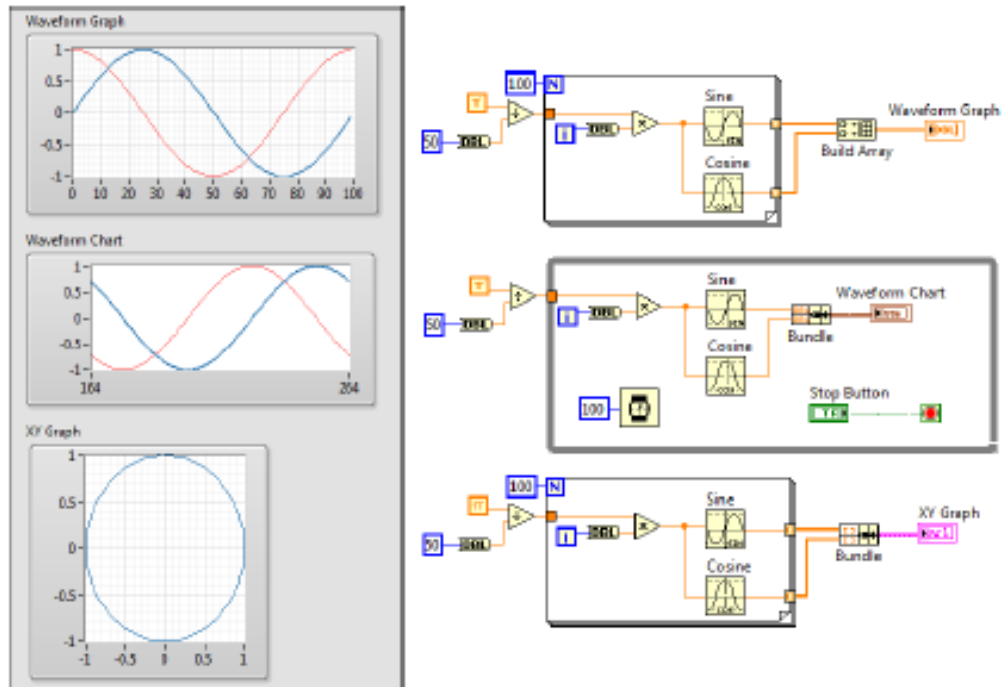 Waveform Graph
1
0.5
0
-0.5
-1
0 10 20 30 40 50 60 70 80 90 100
Waveform Chart
1
0.5
0
-0.5
-1
164 264
XY Graph
1
0.5
0
-0.5
-1
-1 -0.5 0 0.5 1
100 N
50 DBL
i DBL
Sine
Cosine
Build Array
Waveform Graph
50 DBL
i DBL
Sine
Cosine
Bundle
Waveform Chart
100
Stop Button
TF
100 N
50 DBL
i DBL
Sine
Cosine
Bundle
XY Graph